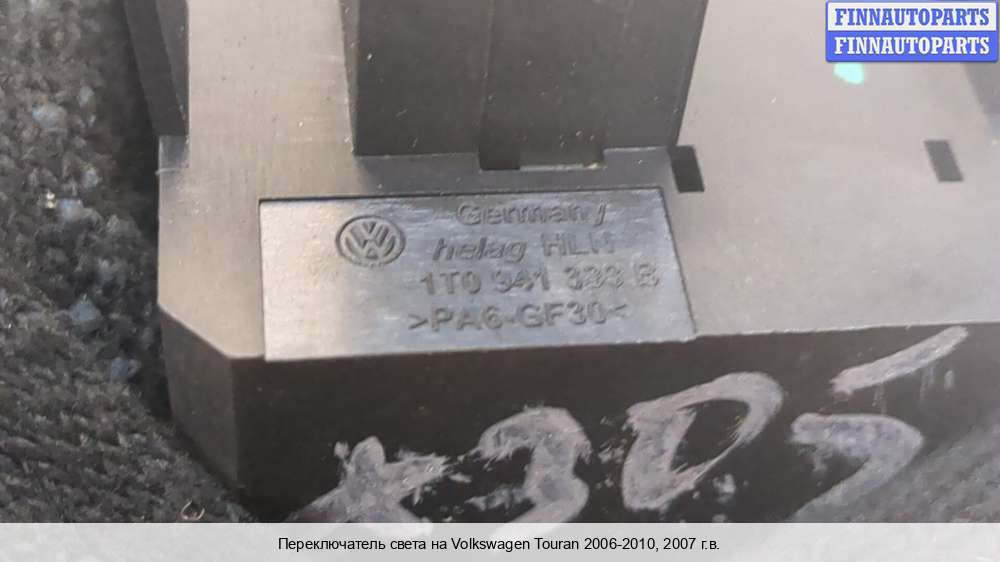 FINNAUTOPARTS
FINNAUTOPARTS
Germany
helag HLH
1T0 941 333 B
>PA6-GF30<
Переключатель света на Volkswagen Touran 2006-2010, 2007 г.в.